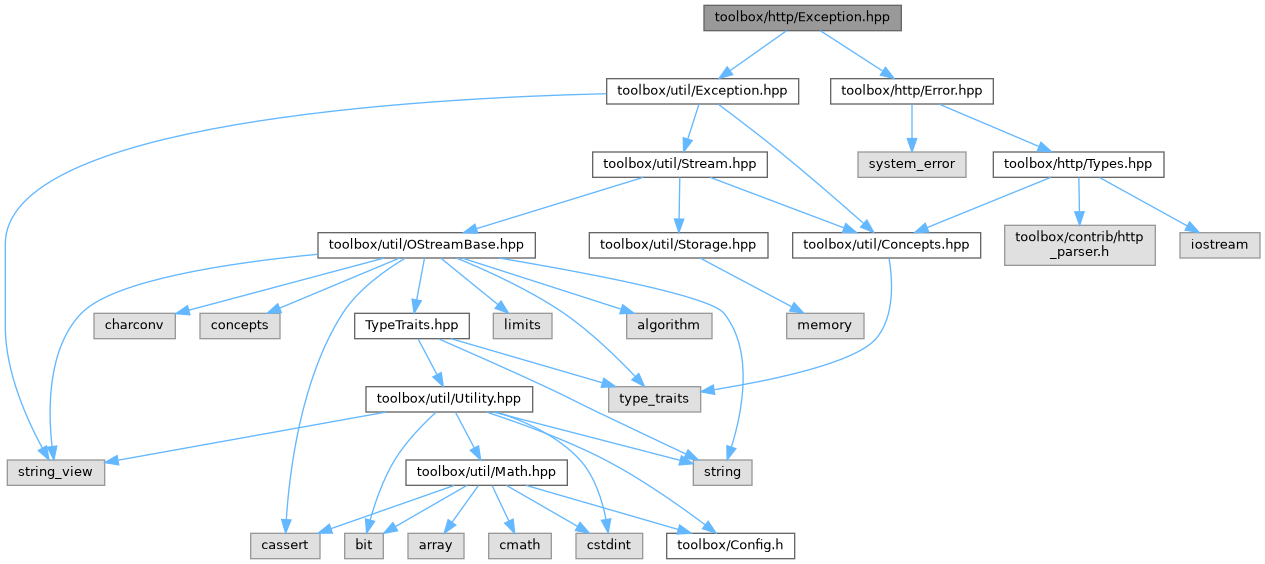 toolbox/http/Exception.hpp
toolbox/util/Exception.hpp
toolbox/http/Error.hpp
toolbox/util/Stream.hpp
system_error
toolbox/http/Types.hpp
toolbox/util/OStreamBase.hpp
toolbox/util/Storage.hpp
toolbox/util/Concepts.hpp
toolbox/contrib/http
_parser.h
iostream
charconv
concepts
TypeTraits.hpp
limits
algorithm
memory
toolbox/util/Utility.hpp
type_traits
string_view
toolbox/util/Math.hpp
string
cassert
bit
array
cmath
cstdint
toolbox/Config.h